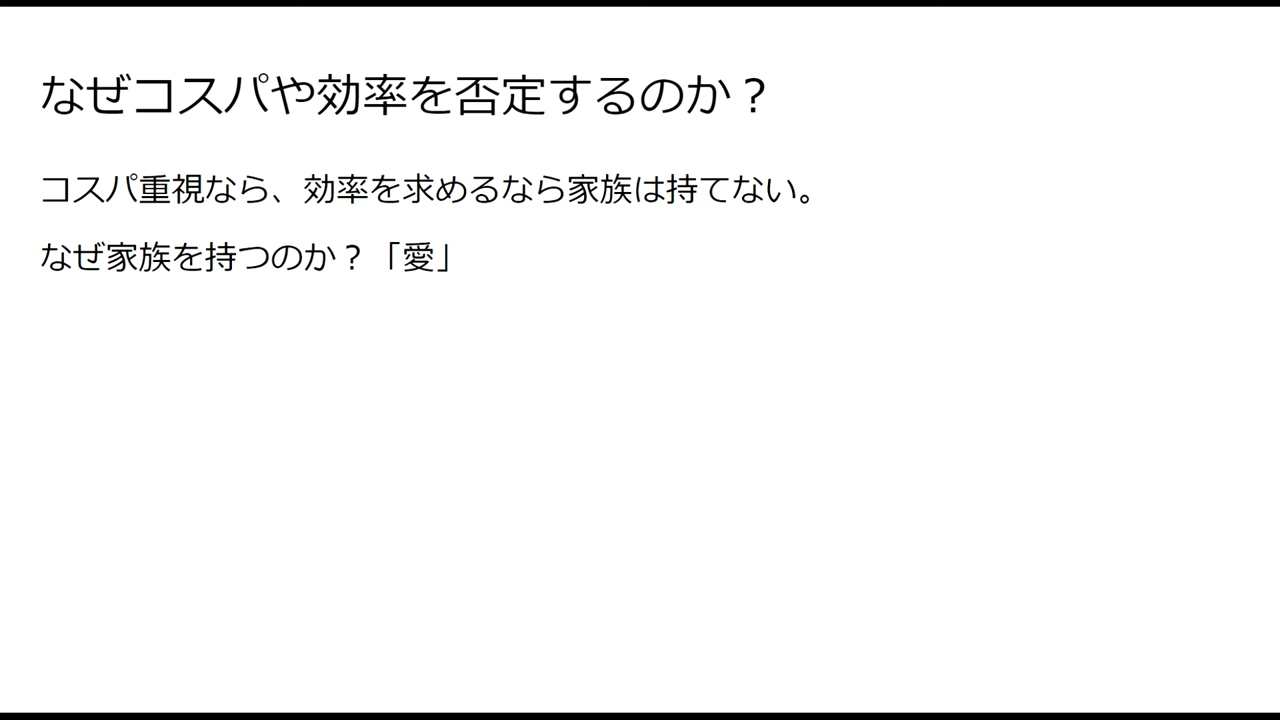 なぜコスパや効率を否定するのか？
コスパ重視なら、効率を求めるなら家族は持てない。
なぜ家族を持つのか？「愛」